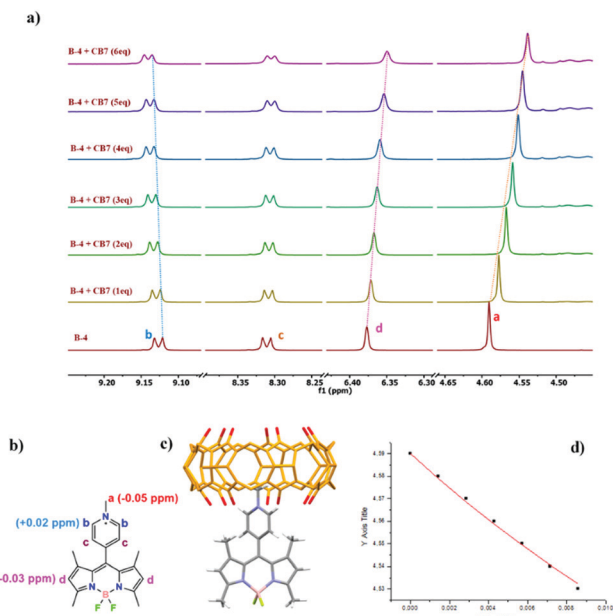 a)
B-4 + CB7 (6eq)
B-4 + CB7 (5eq)
B-4 + CB7 (4eq)
B-4 + CB7 (3eq)
B-4 + CB7 (2eq)
B-4 + CB7 (1eq)
B-4
b
c
d
a
9.20 9.15 9.10 8.35 8.30 8.25 6.40 6.35 6.30 4.65 4.60 4.55 4.50
f1 (ppm)
b)
c)
d)
a (-0.05 ppm)
N
(+0.02 ppm)
b b
c c
-0.03 ppm) d d
N B N
F F
4.59
4.58
4.57
4.56
4.55
4.54
4.53
Y Axis Title
0.000 0.002 0.004 0.006 0.008 0.010